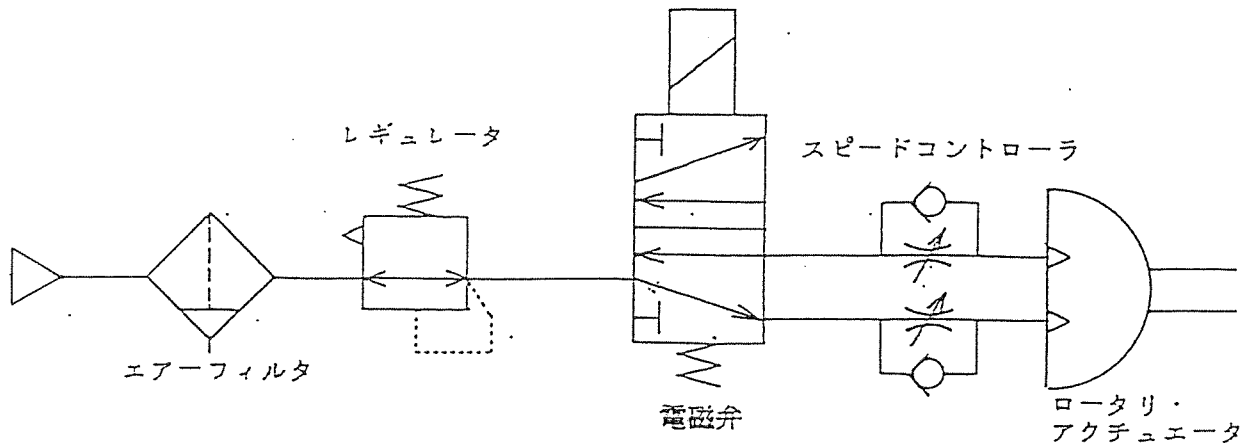 レギュレータ
スピードコントローラ
エアーフィルタ
電磁弁
ロータリ・
アクチュエータ